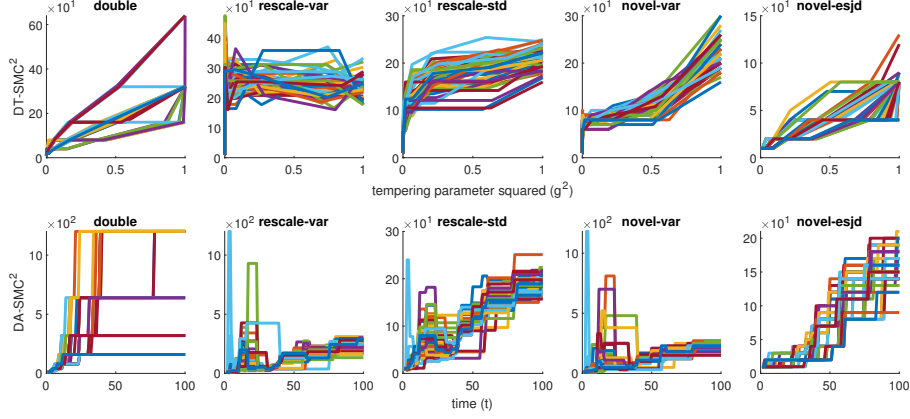 double rescale-var rescale-std novel-var novel-esjd
×10¹ ×10¹ ×10¹ ×10¹ ×10¹
DT-SMC²
60 50 30 30 15
40 40 20 20 10
20 30 10 10 5
20
10
0 0 0 0 0
0 0.5 1 0 0.5 1 0 0.5 1 0 0.5 1 0 0.5 1
tempering parameter squared (g²)
double rescale-var rescale-std novel-var novel-esjd
×10² ×10² ×10¹ ×10² ×10¹
DA-SMC²
10 10 30 10 20
5 5 20 5 15
10 10
5
0 0 0 0 0
0 50 100 0 50 100 0 50 100 0 50 100 0 50 100
time (t)